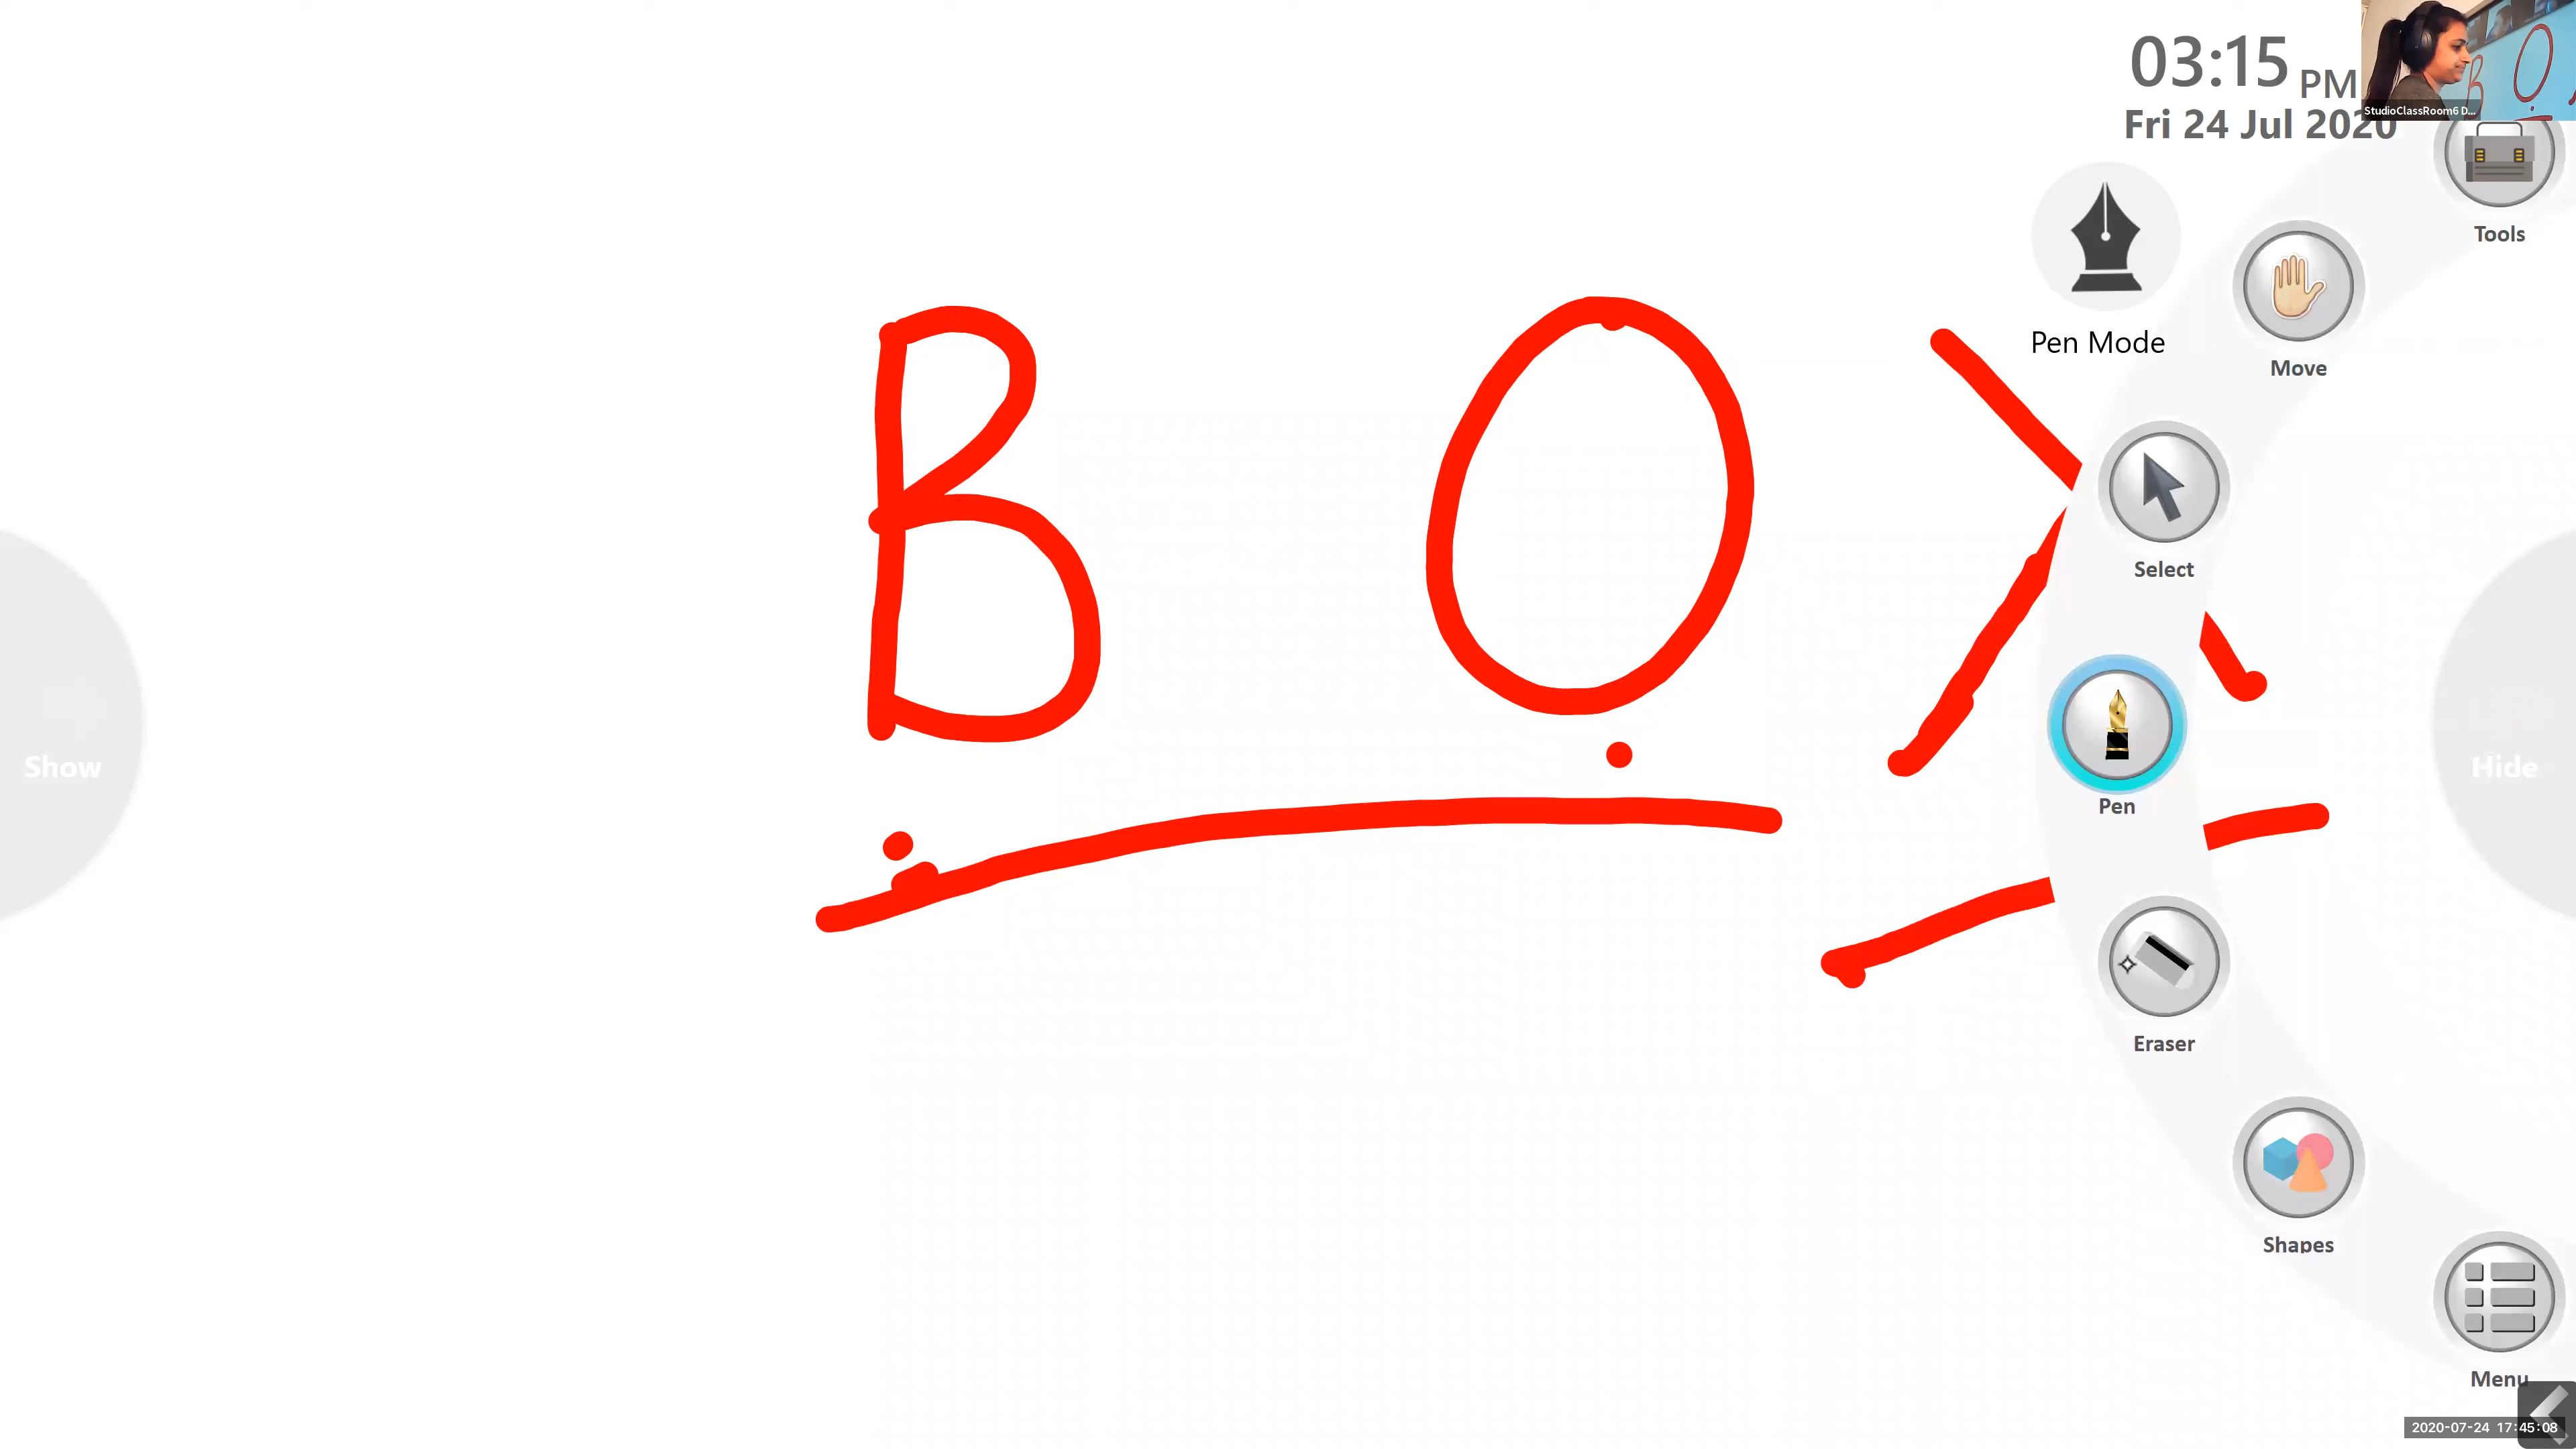 03:15 PM
StudioClassRoom6 D...
Fri 24 Jul 2020
Tools
Pen Mode
Move
B O X
Select
Show
Hide
Pen
Eraser
Shapes
Menu
2020-07-24 17:45:08